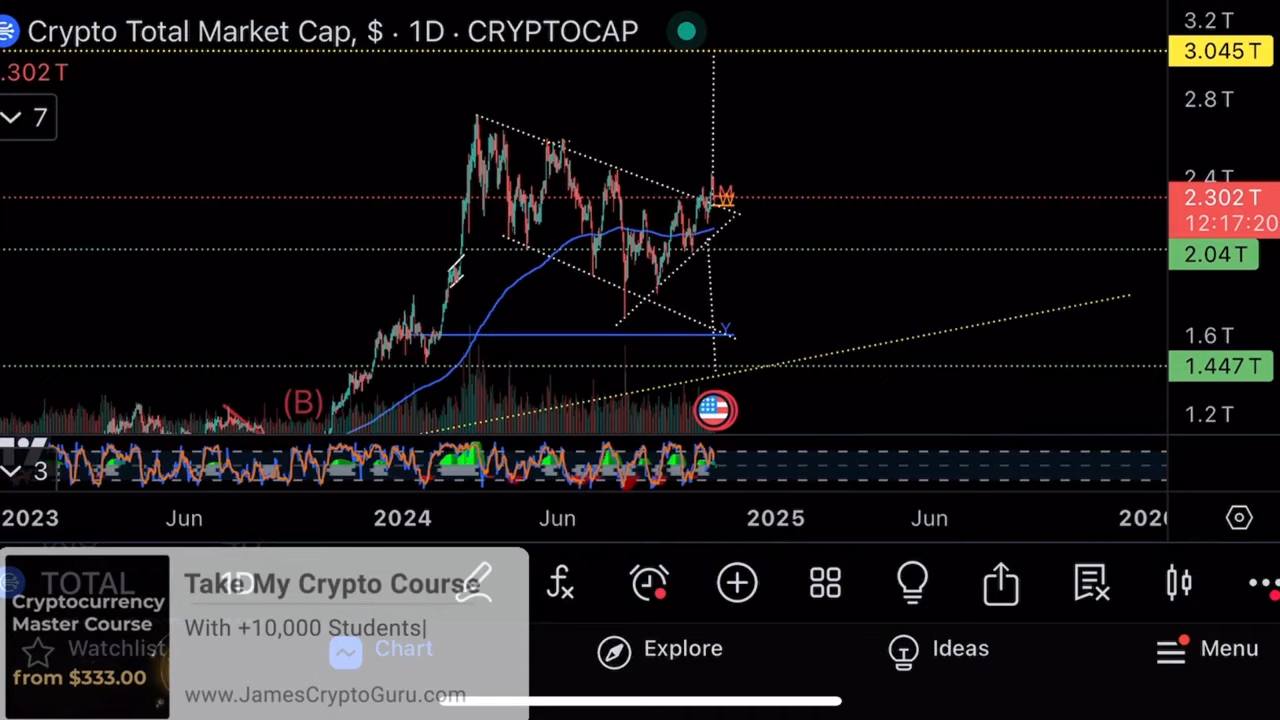 Crypto Total Market Cap, $ · 1D · CRYPTOCAP
3.2 T
3.045 T
.302 T
2.8 T
7
2.4 T
M
W
2.302 T
12:17:20
2.04 T
Y
1.6 T
1.447 T
(B)
1.2 T
3
2023
Jun
2024
Jun
2025
Jun
2020
TOTAL
1D
Cryptocurrency
Master Course
from $333.00
Take My Crypto Course
With +10,000 Students|
www.JamesCryptoGuru.com
Watchlist
Chart
Explore
Ideas
Menu